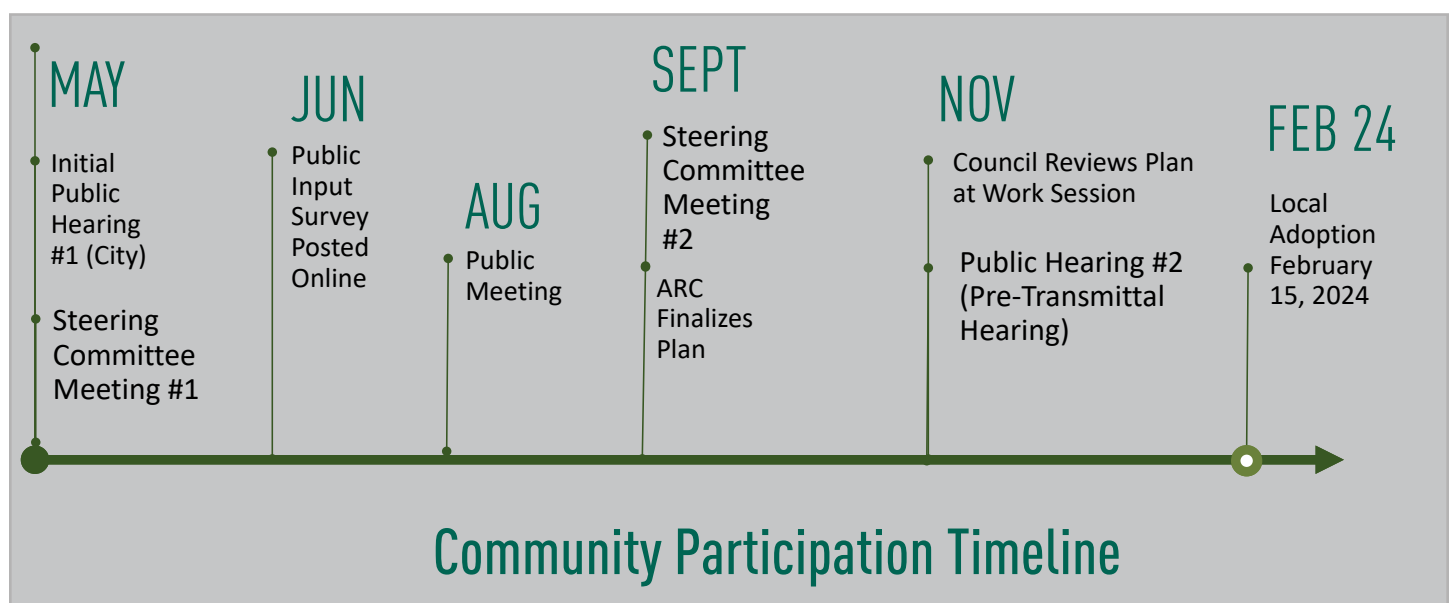 MAY
Initial
Public
Hearing
#1 (City)
Steering
Committee
Meeting #1
JUN
Public
Input
Survey
Posted
Online
AUG
Public
Meeting
SEPT
Steering
Committee
Meeting
#2
ARC
Finalizes
Plan
NOV
Council Reviews Plan
at Work Session
Public Hearing #2
(Pre-Transmittal
Hearing)
FEB 24
Local
Adoption
February
15, 2024
Community Participation Timeline